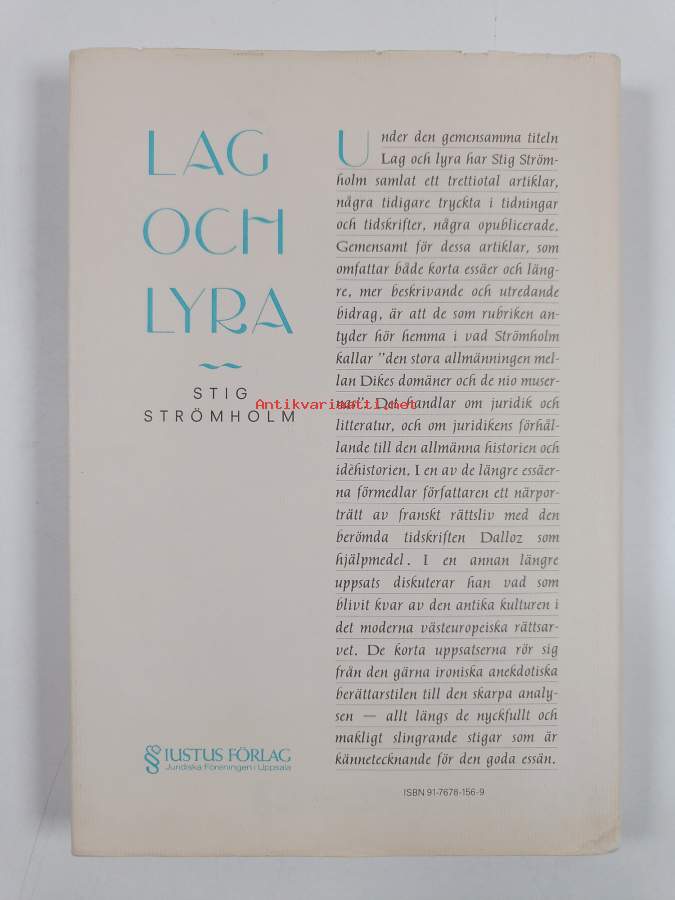 LAG
OCH
LYRA
STIG
STRÖMHOLM
Under den gemensamma titeln
Lag och lyra har Stig Ström-
holm samlat ett trettiotal artiklar,
några tidigare tryckta i tidningar
och tidskrifter, några opublicerade.
Gemensamt för dessa artiklar, som
omfattar både korta essäer och läng-
re, mer beskrivande och utredande
bidrag, är att de som rubriken an-
tyder hör hemma i vad Strömholm
kallar "den stora allmänningen mel-
lan Dikes domäner och de nio muser-
nas". Det handlar om juridik och
litteratur, och om juridikens förhål-
lande till den allmänna historien och
idéhistorien. I en av de längre essäer-
na förmedlar författaren ett närpor-
trätt av franskt rättsliv med den
berömda tidskriften Dalloz som
hjälpmedel. I en annan längre
uppsats diskuterar han vad som
blivit kvar av den antika kulturen i
det moderna västeuropeiska rättsar-
vet. De korta uppsatserna rör sig
från den gärna ironiska anekdotiska
berättarstilen till den skarpa analy-
sen — allt längs de nyckfullt och
makligt slingrande stigar som är
kännetecknande för den goda essän.
Antikvariaatti.net
IUSTUS FÖRLAG
Juridiska Föreningen i Uppsala
ISBN 91-7678-156-9